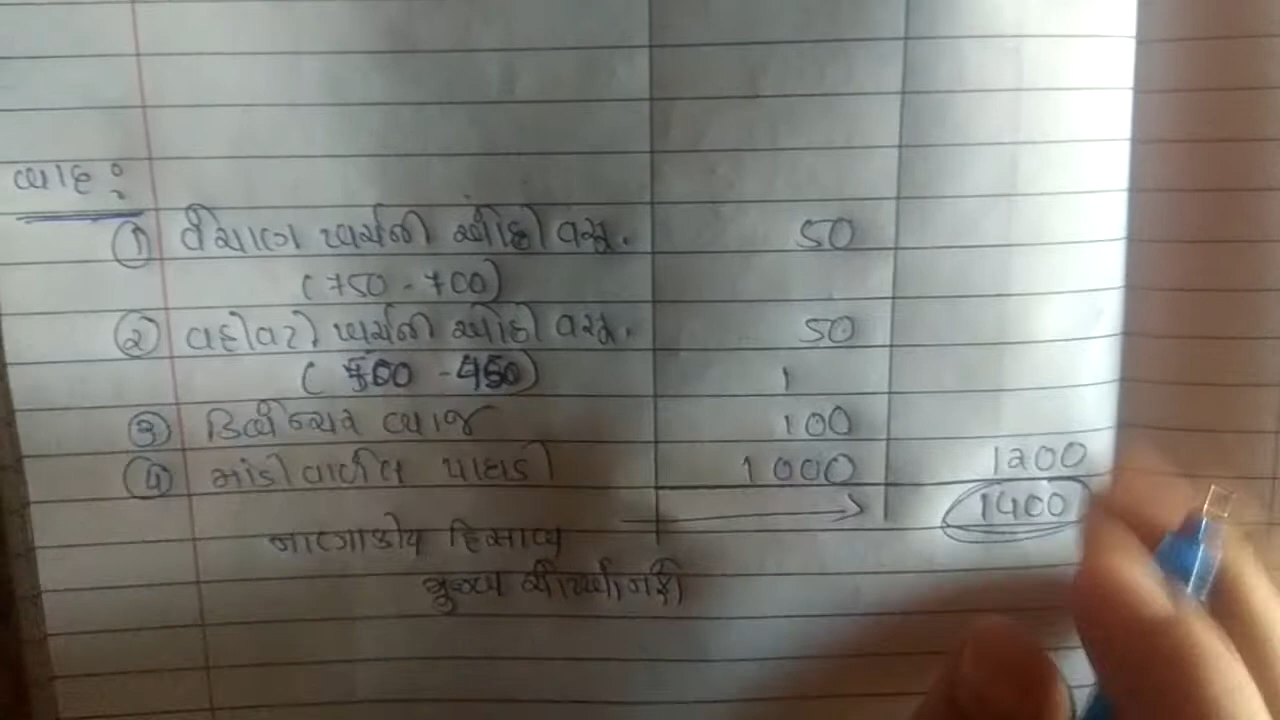 બાદ :
① વેચાણ ખર્ચની ઓછી વસૂ. 50
(750 - 700)
② વહીવટી ખર્ચની ઓછી વસૂ. 50
(500 - 450) 1
③ ડિબેન્ચર વ્યાજ 100
④ માંડીવાળેલ પાઘડી 1000 1200
1400
નાણાકીય હિસાબ
મુજબ ચોખ્ખો નફો